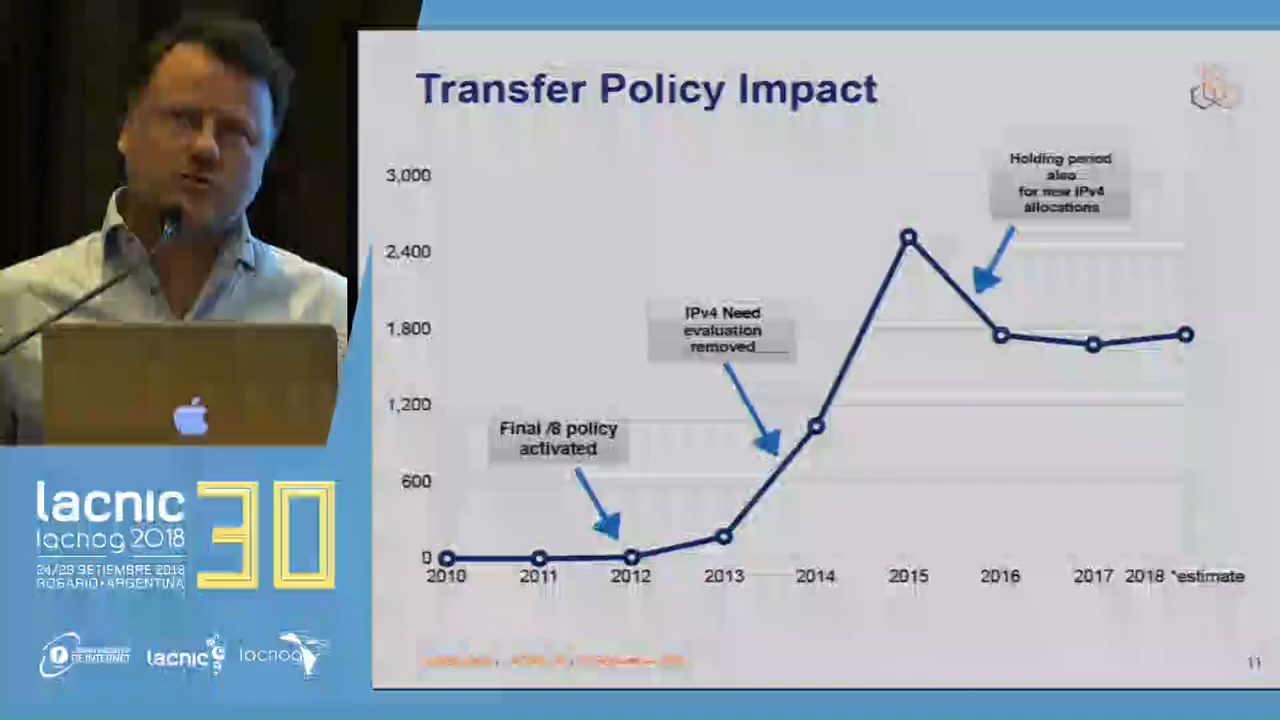 Transfer Policy Impact
3,000
2,400
1,800
1,200
600
0
2010
2011
2012
2013
2014
2015
2016
2017
2018 *estimate
Final /8 policy
activated
IPv4 Need
evaluation
removed
Holding period
also
for new IPv4
allocations
11
lacnic 30
lacnog 2018
24/28 SETIEMBRE 2018
ROSARIO • ARGENTINA
DE INTERNET
lacnic
lacnog